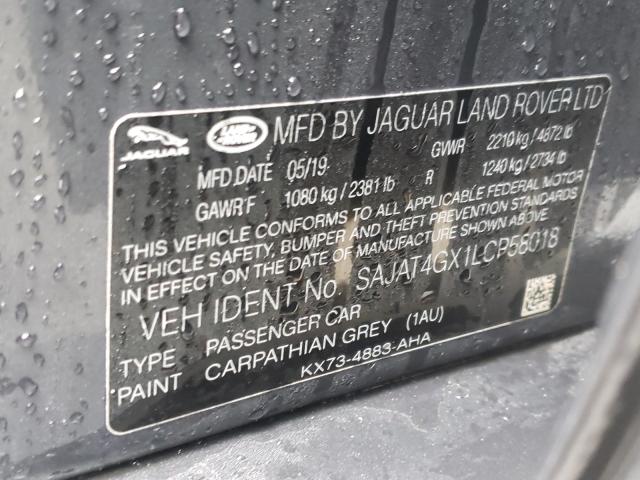 JAGUAR
LAND ROVER
MFD BY JAGUAR LAND ROVER LTD
MFD.DATE 05/19 GVWR 2210 kg / 4872 lb
GAWR F 1080 kg / 2381 lb R 1240 kg / 2734 lb
THIS VEHICLE CONFORMS TO ALL APPLICABLE FEDERAL MOTOR
VEHICLE SAFETY, BUMPER AND THEFT STANDARDS IN EFFECT ON
THE DATE OF MANUFACTURE SHOWN ABOVE
VEH IDENT No. SAJAT4GX1LCP58018
TYPE PASSENGER CAR
PAINT CARPATHIAN GREY (1AU)
KX73-4883-AHA